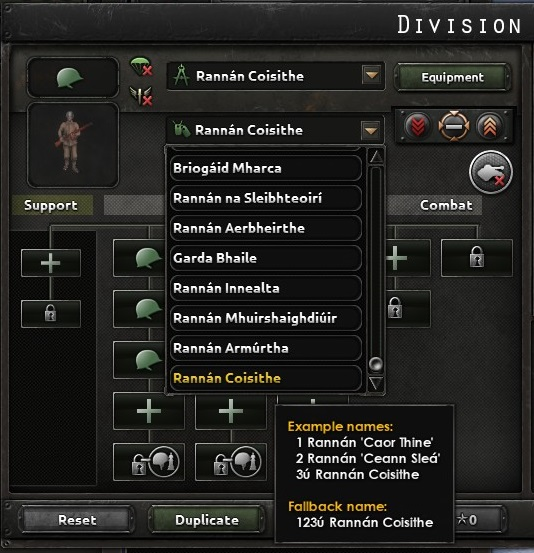 DIVISION
Rannán Coisithe
Equipment
Rannán Coisithe
Briogáid Mharca
Rannán na Sleibhteoirí
Rannán Aerbheirthe
Garda Bhaile
Rannán Innealta
Rannán Mhuirshaighdiúir
Rannán Armúrtha
Rannán Coisithe
Support
Combat
Example names:
1 Rannán 'Caor Thine'
2 Rannán 'Ceann Sleá'
3ú Rannán Coisithe
Fallback name:
123ú Rannán Coisithe
Reset
Duplicate
0